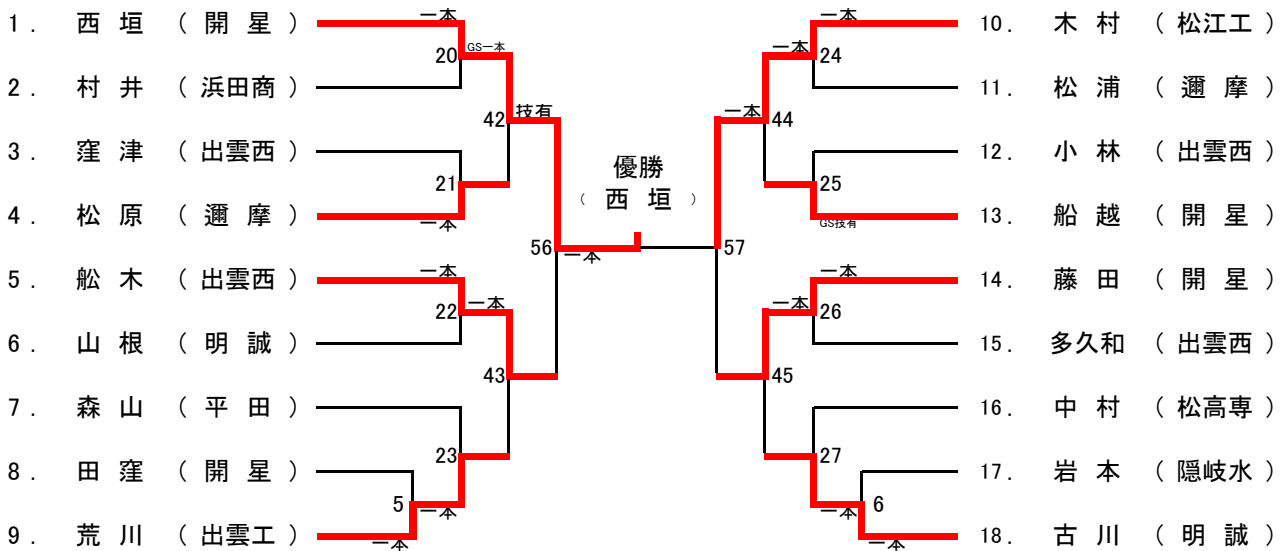 1. 西垣 (開星)
一本
20
GS一本
2. 村井 (浜田商)
42
技有
3. 窪津 (出雲西)
21
4. 松原 (邇摩)
一本
56
一本
5. 舩木 (出雲西)
一本
22
一本
6. 山根 (明誠)
43
7. 森山 (平田)
23
8. 田窪 (開星)
5
一本
9. 荒川 (出雲工)
一本
優勝
(西垣)
10. 木村 (松江工)
一本
24
一本
11. 松浦 (邇摩)
44
一本
12. 小林 (出雲西)
25
13. 船越 (開星)
GS技有
57
14. 藤田 (開星)
一本
26
一本
15. 多久和 (出雲西)
45
16. 中村 (松高専)
27
17. 岩本 (隠岐水)
6
一本
18. 古川 (明誠)
一本